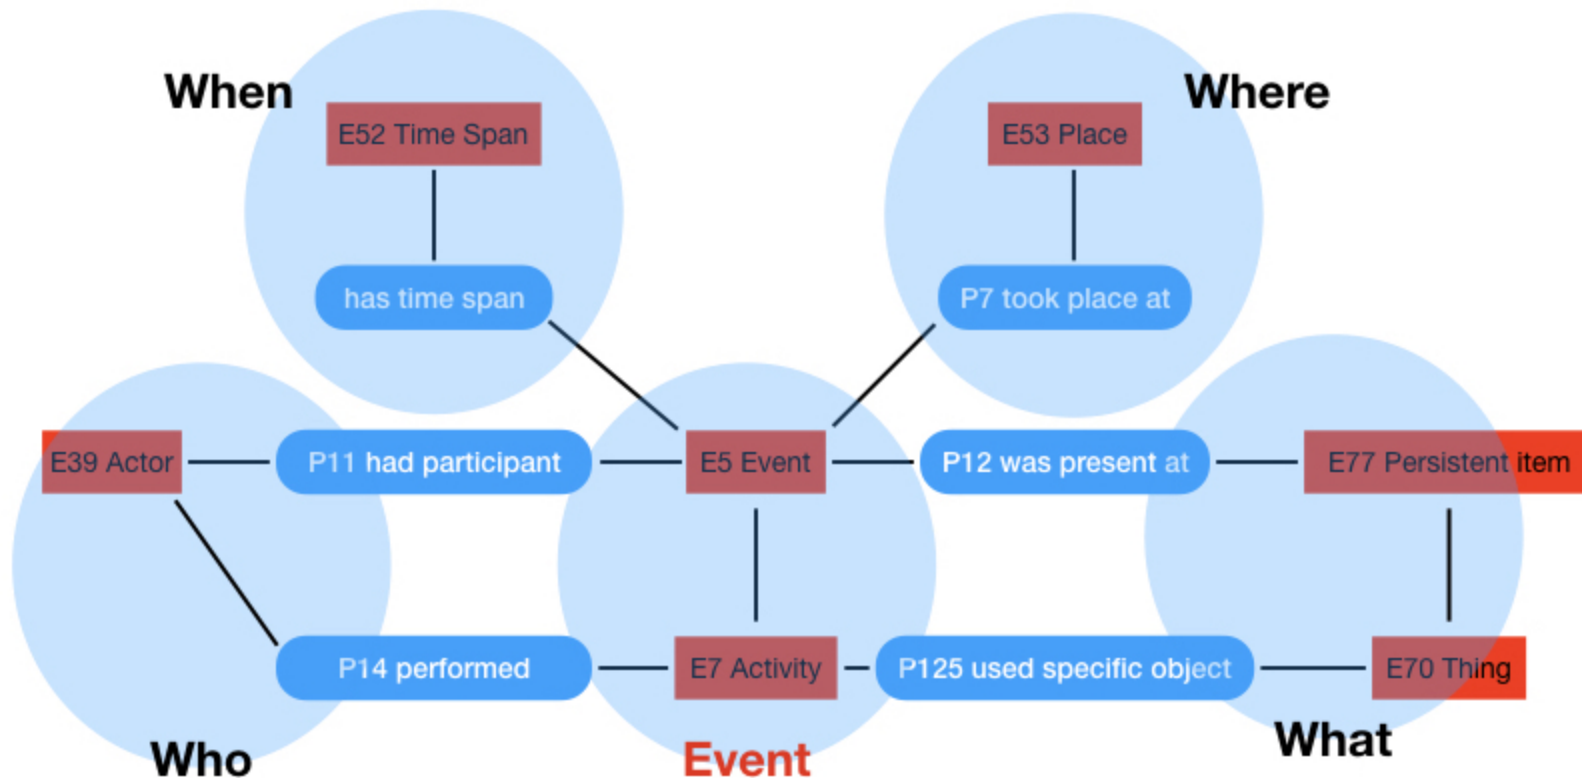 When
Where
E52 Time Span
E53 Place
has time span
P7 took place at
E39 Actor
P11 had participant
E5 Event
P12 was present at
E77 Persistent item
P14 performed
E7 Activity
P125 used specific object
E70 Thing
Who
Event
What